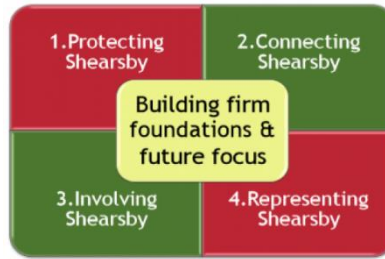 1.Protecting
Shearsby
2.Connecting
Shearsby
Building firm
foundations &
future focus
3.Involving
Shearsby
4.Representing
Shearsby